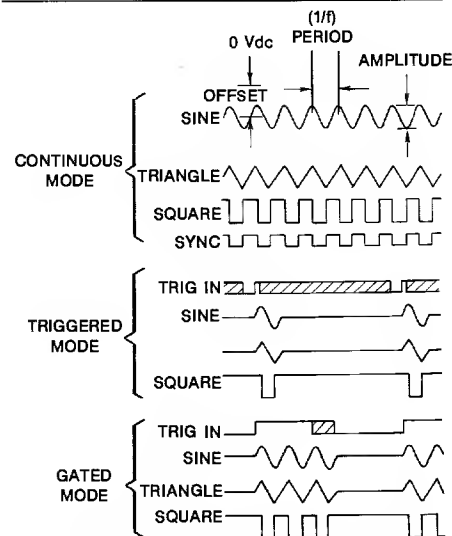 (1/f)
0 Vdc PERIOD
AMPLITUDE
OFFSET
SINE
CONTINUOUS
MODE
TRIANGLE
SQUARE
SYNC
TRIG IN
SINE
TRIGGERED
MODE
SQUARE
TRIG IN
SINE
GATED
MODE
TRIANGLE
SQUARE